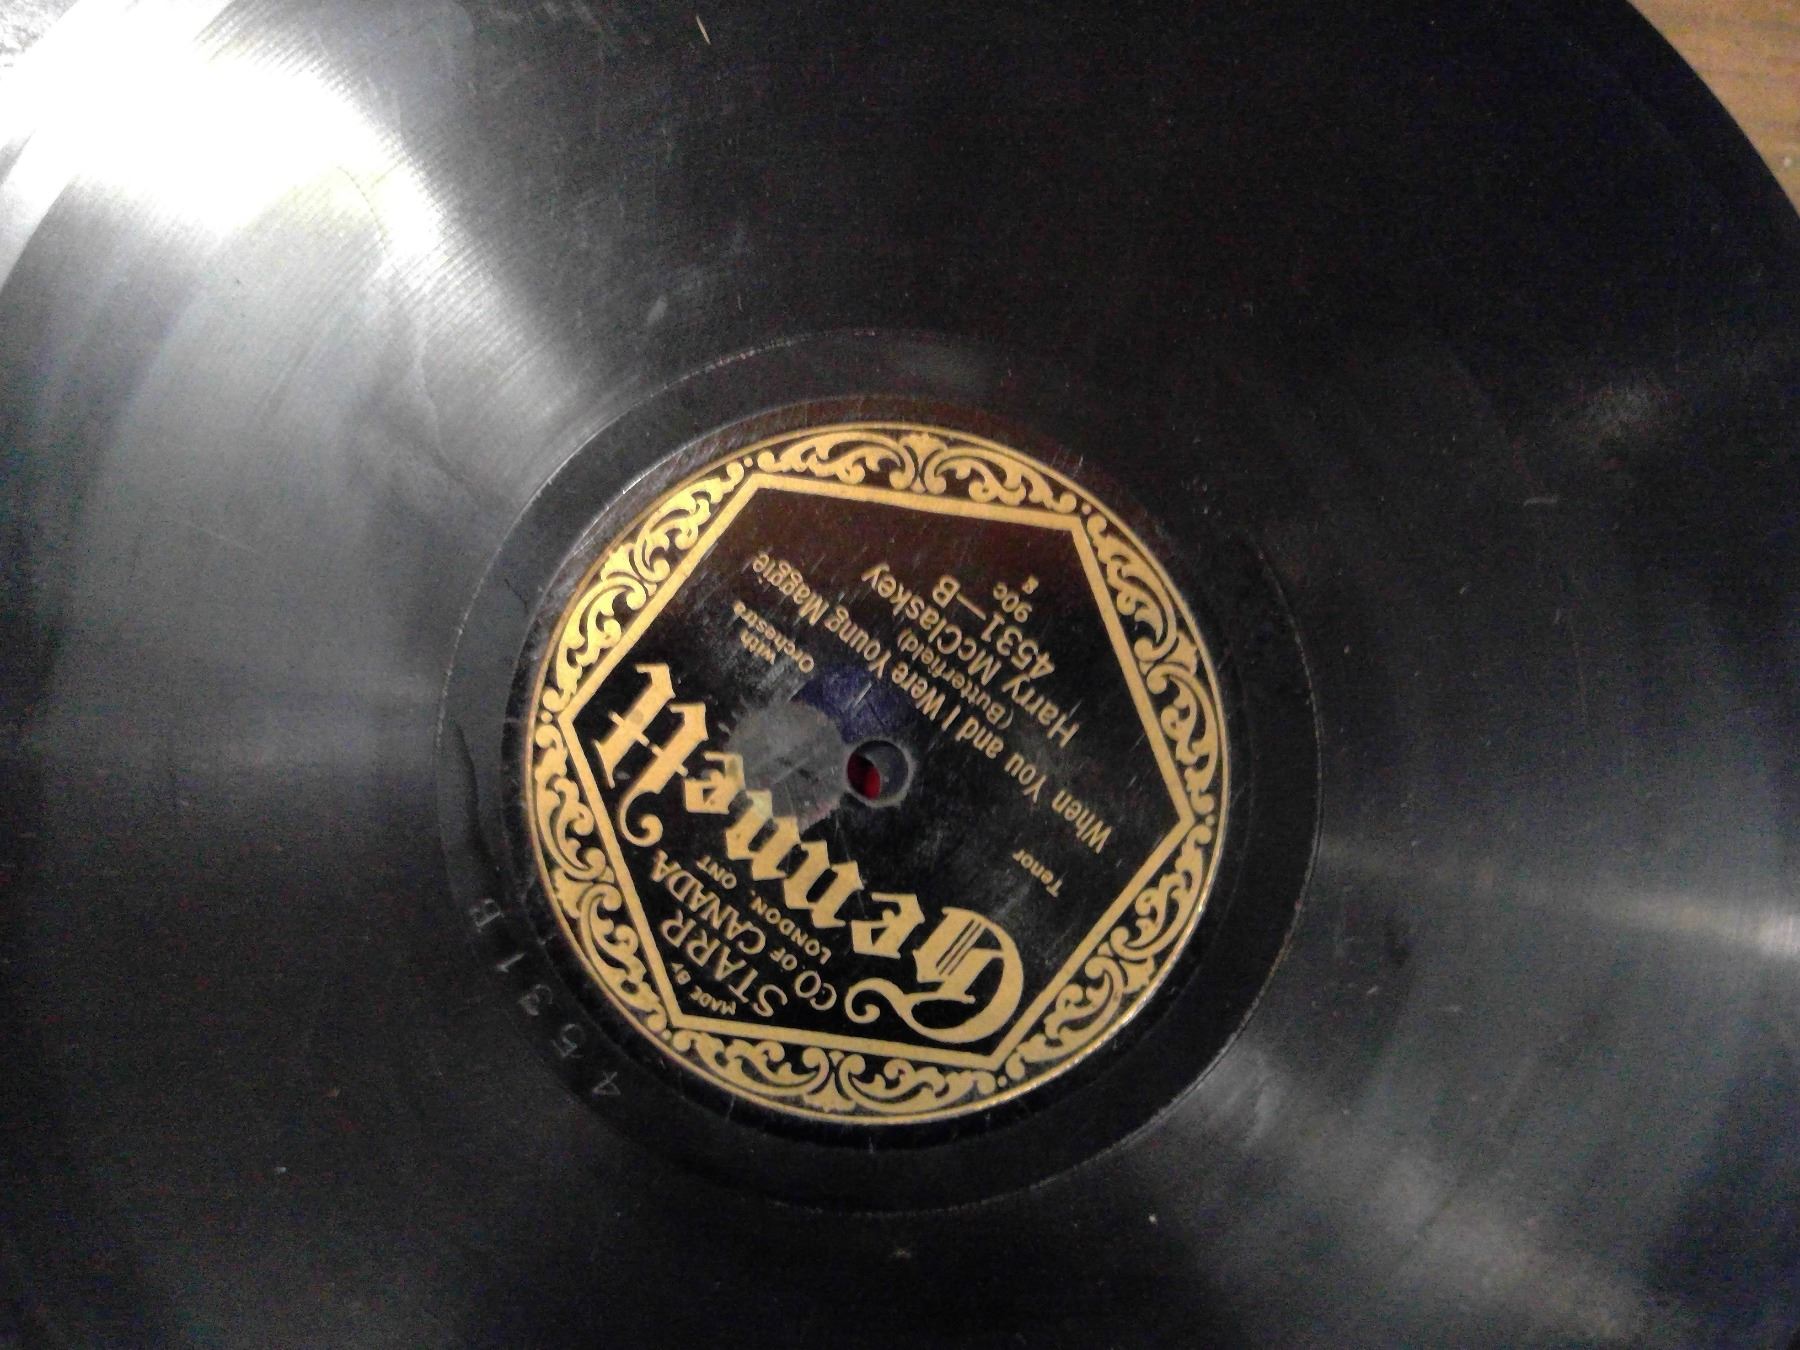 Gennett
MADE BY
STARR
CO OF CANADA
LONDON, ONT
Tenor
with
Orchestra
When You and I Were Young Maggie
(Butterfield)
Harry McClaskey
4531—B
90c
g
4531 B